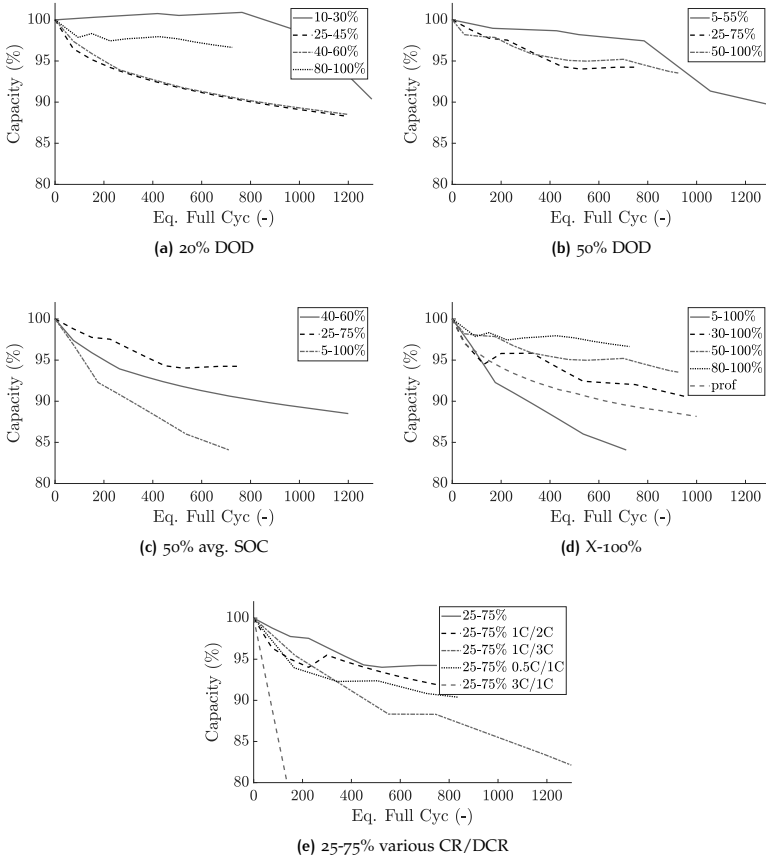 100
95
90
85
80
Capacity (%)
0 200 400 600 800 1000 1200
Eq. Full Cyc (-)
10-30%
25-45%
40-60%
80-100%
(a) 20% DOD
100
95
90
85
80
Capacity (%)
0 200 400 600 800 1000 1200
Eq. Full Cyc (-)
5-55%
25-75%
50-100%
(b) 50% DOD
100
95
90
85
80
Capacity (%)
0 200 400 600 800 1000 1200
Eq. Full Cyc (-)
40-60%
25-75%
5-100%
(c) 50% avg. SOC
100
95
90
85
80
Capacity (%)
0 200 400 600 800 1000 1200
Eq. Full Cyc (-)
5-100%
30-100%
50-100%
80-100%
prof
(d) X-100%
100
95
90
85
80
Capacity (%)
0 200 400 600 800 1000 1200
Eq. Full Cyc (-)
25-75%
25-75% 1C/2C
25-75% 1C/3C
25-75% 0.5C/1C
25-75% 3C/1C
(e) 25-75% various CR/DCR